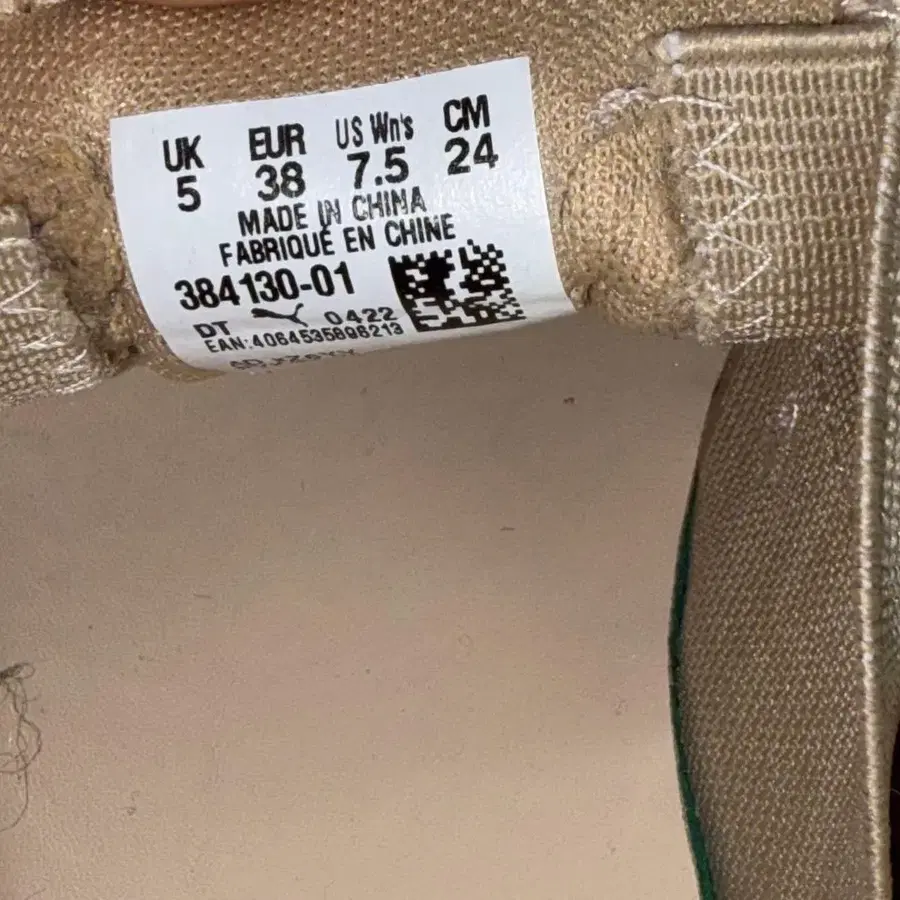 UK EUR US Wn's CM
5 38 7.5 24
MADE IN CHINA
FABRIQUÉ EN CHINE
384130-01
DT 0422
EAN:4064535896213